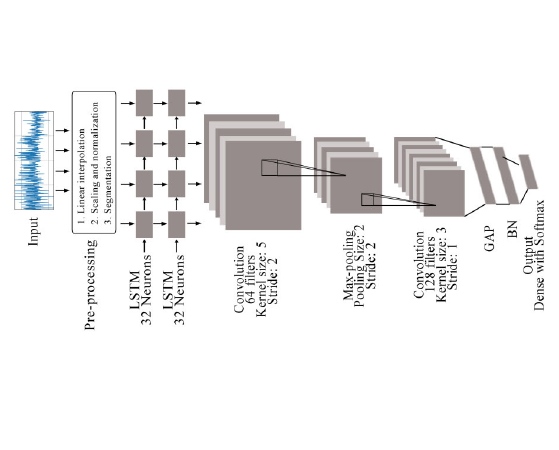 Input
Pre-processing
1. Linear interpolation
2. Scaling and normalization
3. Segmentation
LSTM
32 Neurons
LSTM
32 Neurons
Convolution
64 filters
Kernel size: 5
Stride: 2
Max-pooling
Pooling Size: 2
Stride: 2
Convolution
128 filters
Kernel size: 3
Stride: 1
GAP
BN
Output
Dense with Softmax